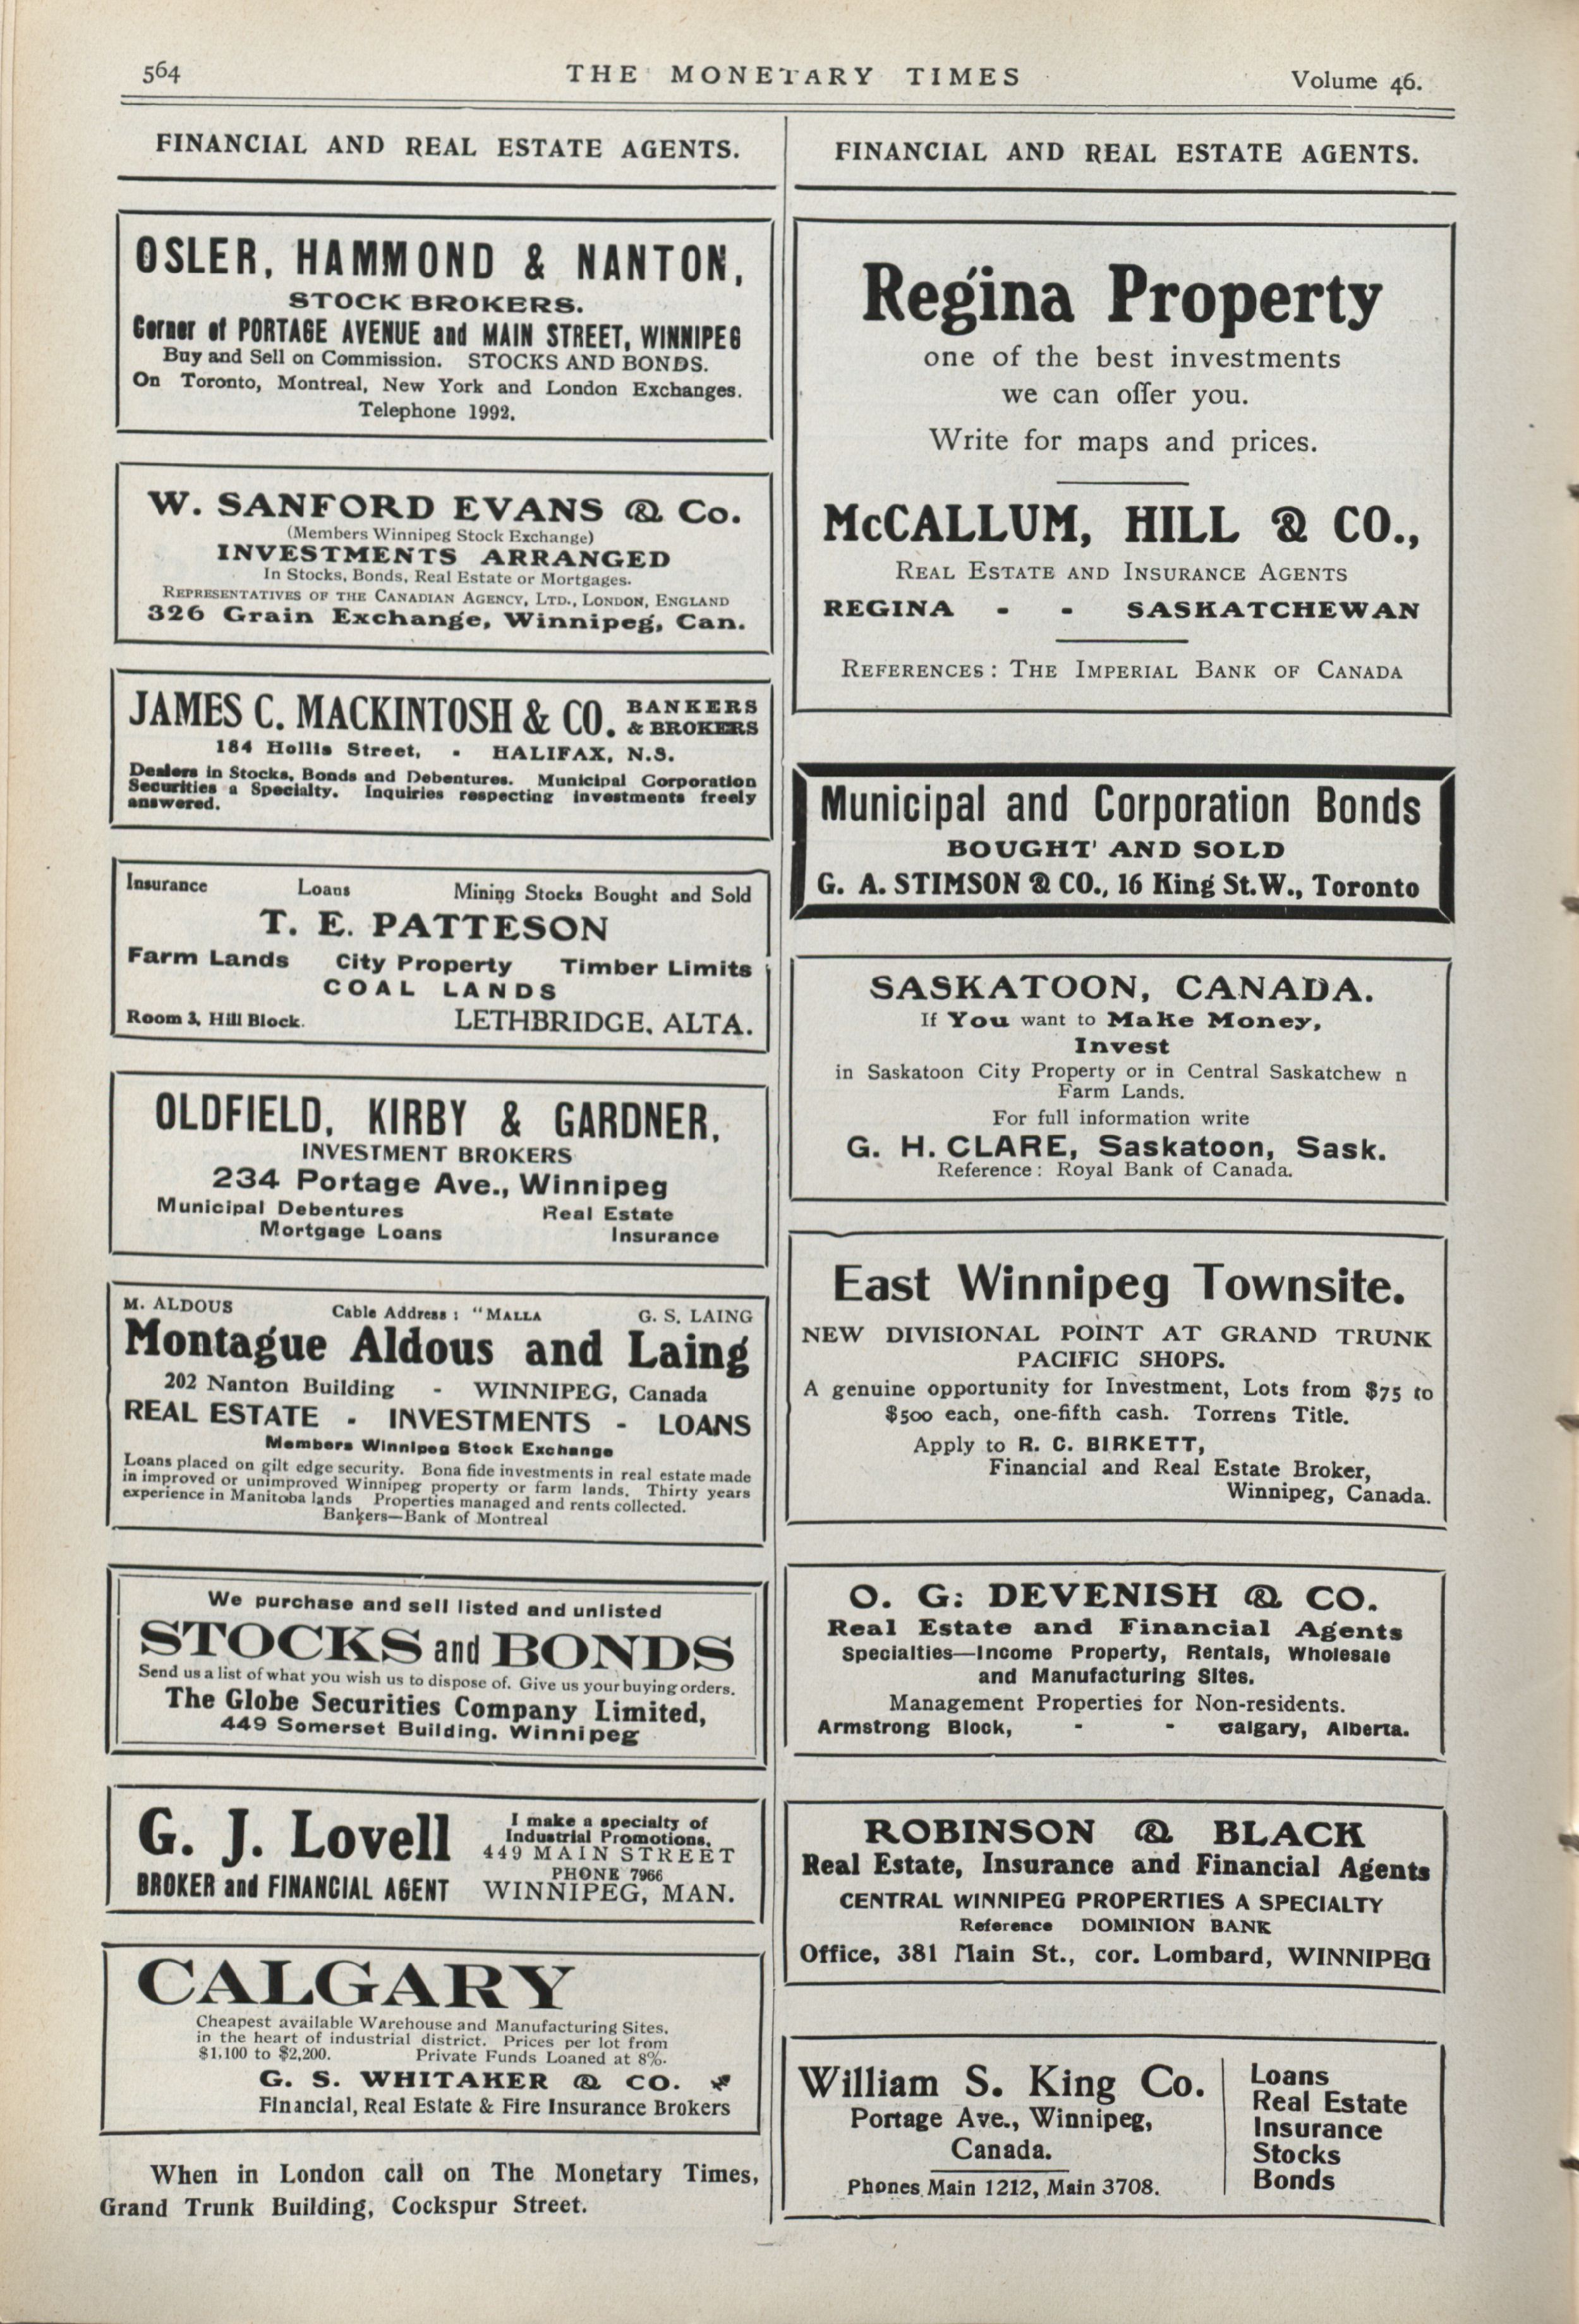 564
THE MONETARY TIMES
Volume 46.
FINANCIAL AND REAL ESTATE AGENTS.
OSLER, HAMMOND & NANTON,
STOCK BROKERS.
Corner of PORTAGE AVENUE and MAIN STREET, WINNIPEG
Buy and Sell on Commission. STOCKS AND BONDS.
On Toronto, Montreal, New York and London Exchanges.
Telephone 1992.
W. SANFORD EVANS & Co.
(Members Winnipeg Stock Exchange)
INVESTMENTS ARRANGED
In Stocks, Bonds, Real Estate or Mortgages.
REPRESENTATIVES OF THE CANADIAN AGENCY, LTD., LONDON, ENGLAND
326 Grain Exchange, Winnipeg, Can.
JAMES C. MACKINTOSH & CO. BANKERS
& BROKERS
184 Hollis Street, - HALIFAX, N.S.
Dealers in Stocks, Bonds and Debentures. Municipal Corporation
Securities a Specialty. Inquiries respecting investments freely
answered.
Insurance Loans Mining Stocks Bought and Sold
T. E. PATTESON
Farm Lands City Property Timber Limits
COAL LANDS
Room 3, Hill Block. LETHBRIDGE, ALTA.
OLDFIELD, KIRBY & GARDNER,
INVESTMENT BROKERS
234 Portage Ave., Winnipeg
Municipal Debentures Real Estate
Mortgage Loans Insurance
M. ALDOUS Cable Address: "MALLA G. S. LAING
Montague Aldous and Laing
202 Nanton Building - WINNIPEG, Canada
REAL ESTATE - INVESTMENTS - LOANS
Members Winnipeg Stock Exchange
Loans placed on gilt edge security. Bona fide investments in real estate made
in improved or unimproved Winnipeg property or farm lands. Thirty years
experience in Manitoba lands Properties managed and rents collected.
Bankers—Bank of Montreal
We purchase and sell listed and unlisted
STOCKS and BONDS
Send us a list of what you wish us to dispose of. Give us your buying orders.
The Globe Securities Company Limited,
449 Somerset Building, Winnipeg
G. J. Lovell
BROKER and FINANCIAL AGENT
I make a specialty of
Industrial Promotions.
449 MAIN STREET
PHONE 7966
WINNIPEG, MAN.
CALGARY
Cheapest available Warehouse and Manufacturing Sites,
in the heart of industrial district. Prices per lot from
$1,100 to $2,200. Private Funds Loaned at 8%.
G. S. WHITAKER & CO.
Financial, Real Estate & Fire Insurance Brokers
When in London call on The Monetary Times,
Grand Trunk Building, Cockspur Street.
FINANCIAL AND REAL ESTATE AGENTS.
Regina Property
one of the best investments
we can offer you.
Write for maps and prices.
McCALLUM, HILL & CO.,
REAL ESTATE AND INSURANCE AGENTS
REGINA - - SASKATCHEWAN
REFERENCES: THE IMPERIAL BANK OF CANADA
Municipal and Corporation Bonds
BOUGHT AND SOLD
G. A. STIMSON & CO., 16 King St. W., Toronto
SASKATOON, CANADA.
If You want to Make Money,
Invest
in Saskatoon City Property or in Central Saskatchew n
Farm Lands.
For full information write
G. H. CLARE, Saskatoon, Sask.
Reference: Royal Bank of Canada.
East Winnipeg Townsite.
NEW DIVISIONAL POINT AT GRAND TRUNK
PACIFIC SHOPS.
A genuine opportunity for Investment, Lots from $75 to
$500 each, one-fifth cash. Torrens Title.
Apply to R. C. BIRKETT,
Financial and Real Estate Broker,
Winnipeg, Canada.
O. G: DEVENISH & CO.
Real Estate and Financial Agents
Specialties—Income Property, Rentals, Wholesale
and Manufacturing Sites.
Management Properties for Non-residents.
Armstrong Block, - - Calgary, Alberta.
ROBINSON & BLACK
Real Estate, Insurance and Financial Agents
CENTRAL WINNIPEG PROPERTIES A SPECIALTY
Reference DOMINION BANK
Office, 381 Main St., cor. Lombard, WINNIPEG
William S. King Co.
Portage Ave., Winnipeg,
Canada.
Phones Main 1212, Main 3708.
Loans
Real Estate
Insurance
Stocks
Bonds